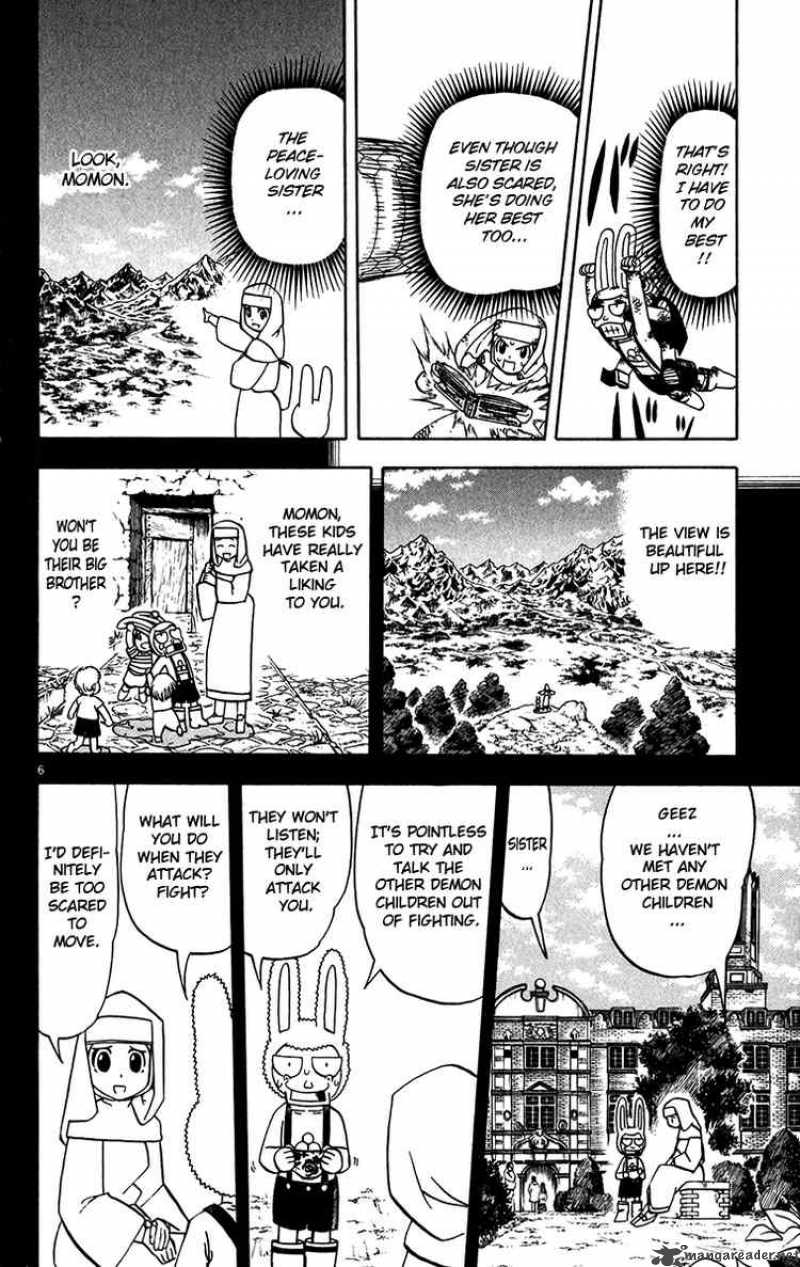 THAT'S
RIGHT!
I HAVE
TO DO
MY
BEST
!!
EVEN THOUGH
SISTER IS
ALSO SCARED,
SHE'S DOING
HER BEST
TOO...
THE
PEACE-
LOVING
SISTER
...
LOOK,
MOMON.
THE VIEW IS
BEAUTIFUL
UP HERE!!
MOMON,
THESE KIDS
HAVE REALLY
TAKEN A
LIKING
TO YOU.
WON'T
YOU BE
THEIR BIG
BROTHER
?
6
GEEZ
...
WE HAVEN'T
MET ANY
OTHER DEMON
CHILDREN
...
SISTER
...
IT'S POINTLESS
TO TRY AND
TALK THE
OTHER DEMON
CHILDREN OUT
OF FIGHTING.
THEY WON'T
LISTEN;
THEY'LL
ONLY
ATTACK
YOU.
WHAT WILL
YOU DO
WHEN THEY
ATTACK?
FIGHT?
I'D DEFI-
NITELY
BE TOO
SCARED
TO
MOVE.
mangareader.net